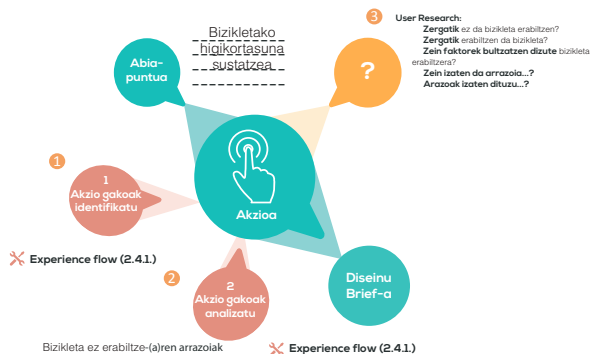 Bizikletako
higikortasuna
sustatzea
Abia-
puntua
3
User Research:
Zergatik ez da bizikleta erabiltzen?
Zergatik erabiltzen da bizikleta?
Zein faktorek bultzatzen dizute bizikleta
erabiltzera?
Zein izaten da arrazoia...?
Arazoak izaten dituzu...?
?
1
1
Akzio gakoak
identifikatu
Akzioa
Experience flow (2.4.1.)
2
2
Akzio gakoak
analizatu
Diseinu
Brief-a
Bizikleta ez erabiltze-(a)ren arrazoiak
Experience flow (2.4.1.)